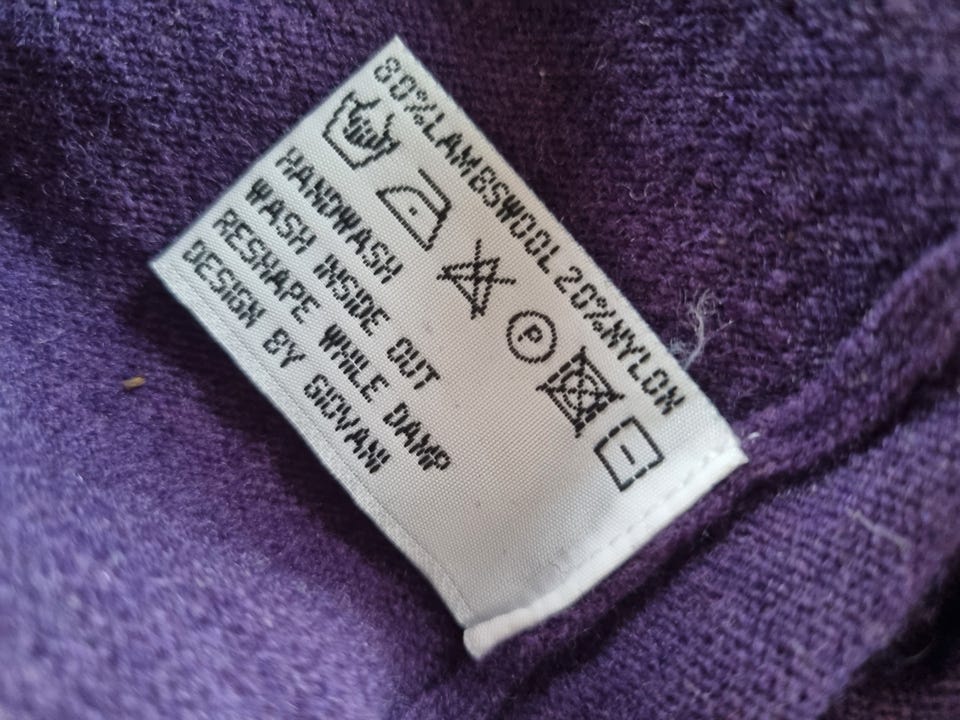 80%LAMBSWOOL 20%NYLON
P
HANDWASH
WASH INSIDE OUT
RESHAPE WHILE DAMP
DESIGN BY GIOVANI